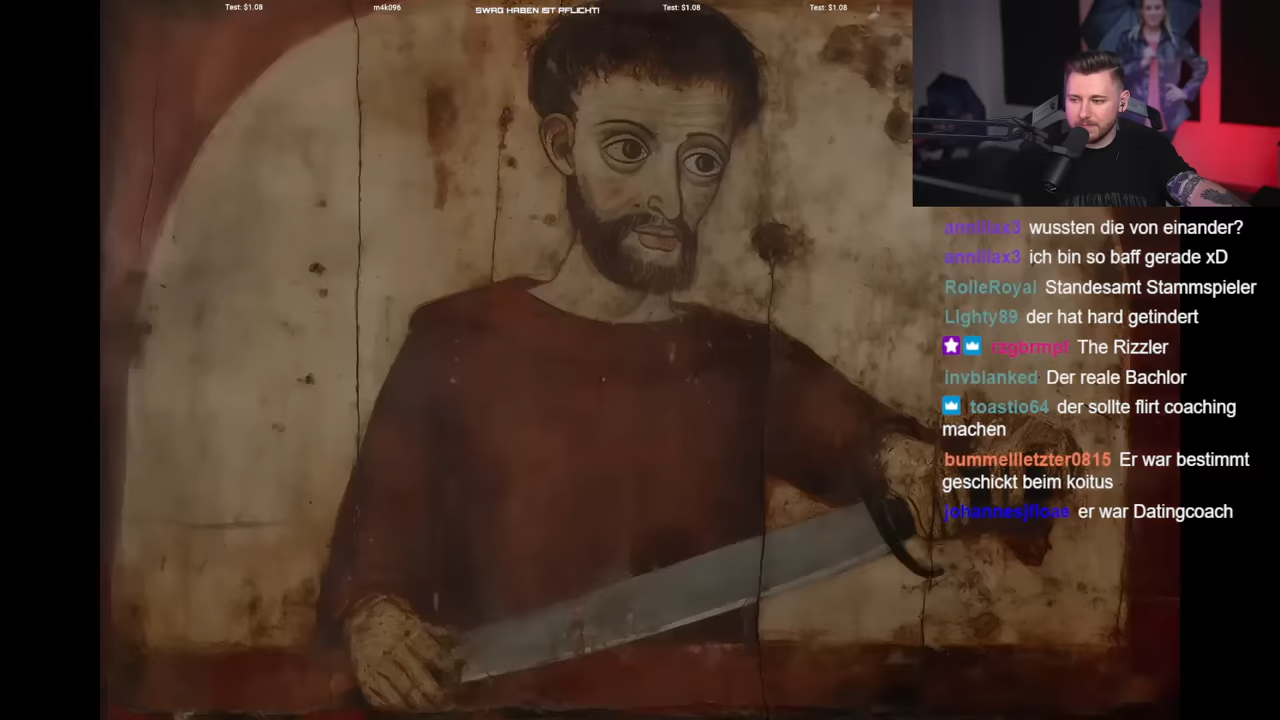 Test: $1.08
m4k096
SWAG HABEN IST PFLICHT!
Test: $1.08
Test: $1.08
wussten die von einander?
ich bin so baff gerade xD
RolleRoyal Standesamt Stammspieler
LIghty89 der hat hard getindert
The Rizzler
invblanked Der reale Bachlor
toastio64 der sollte flirt coaching
machen
bummellletzter0815 Er war bestimmt
geschickt beim koitus
er war Datingcoach